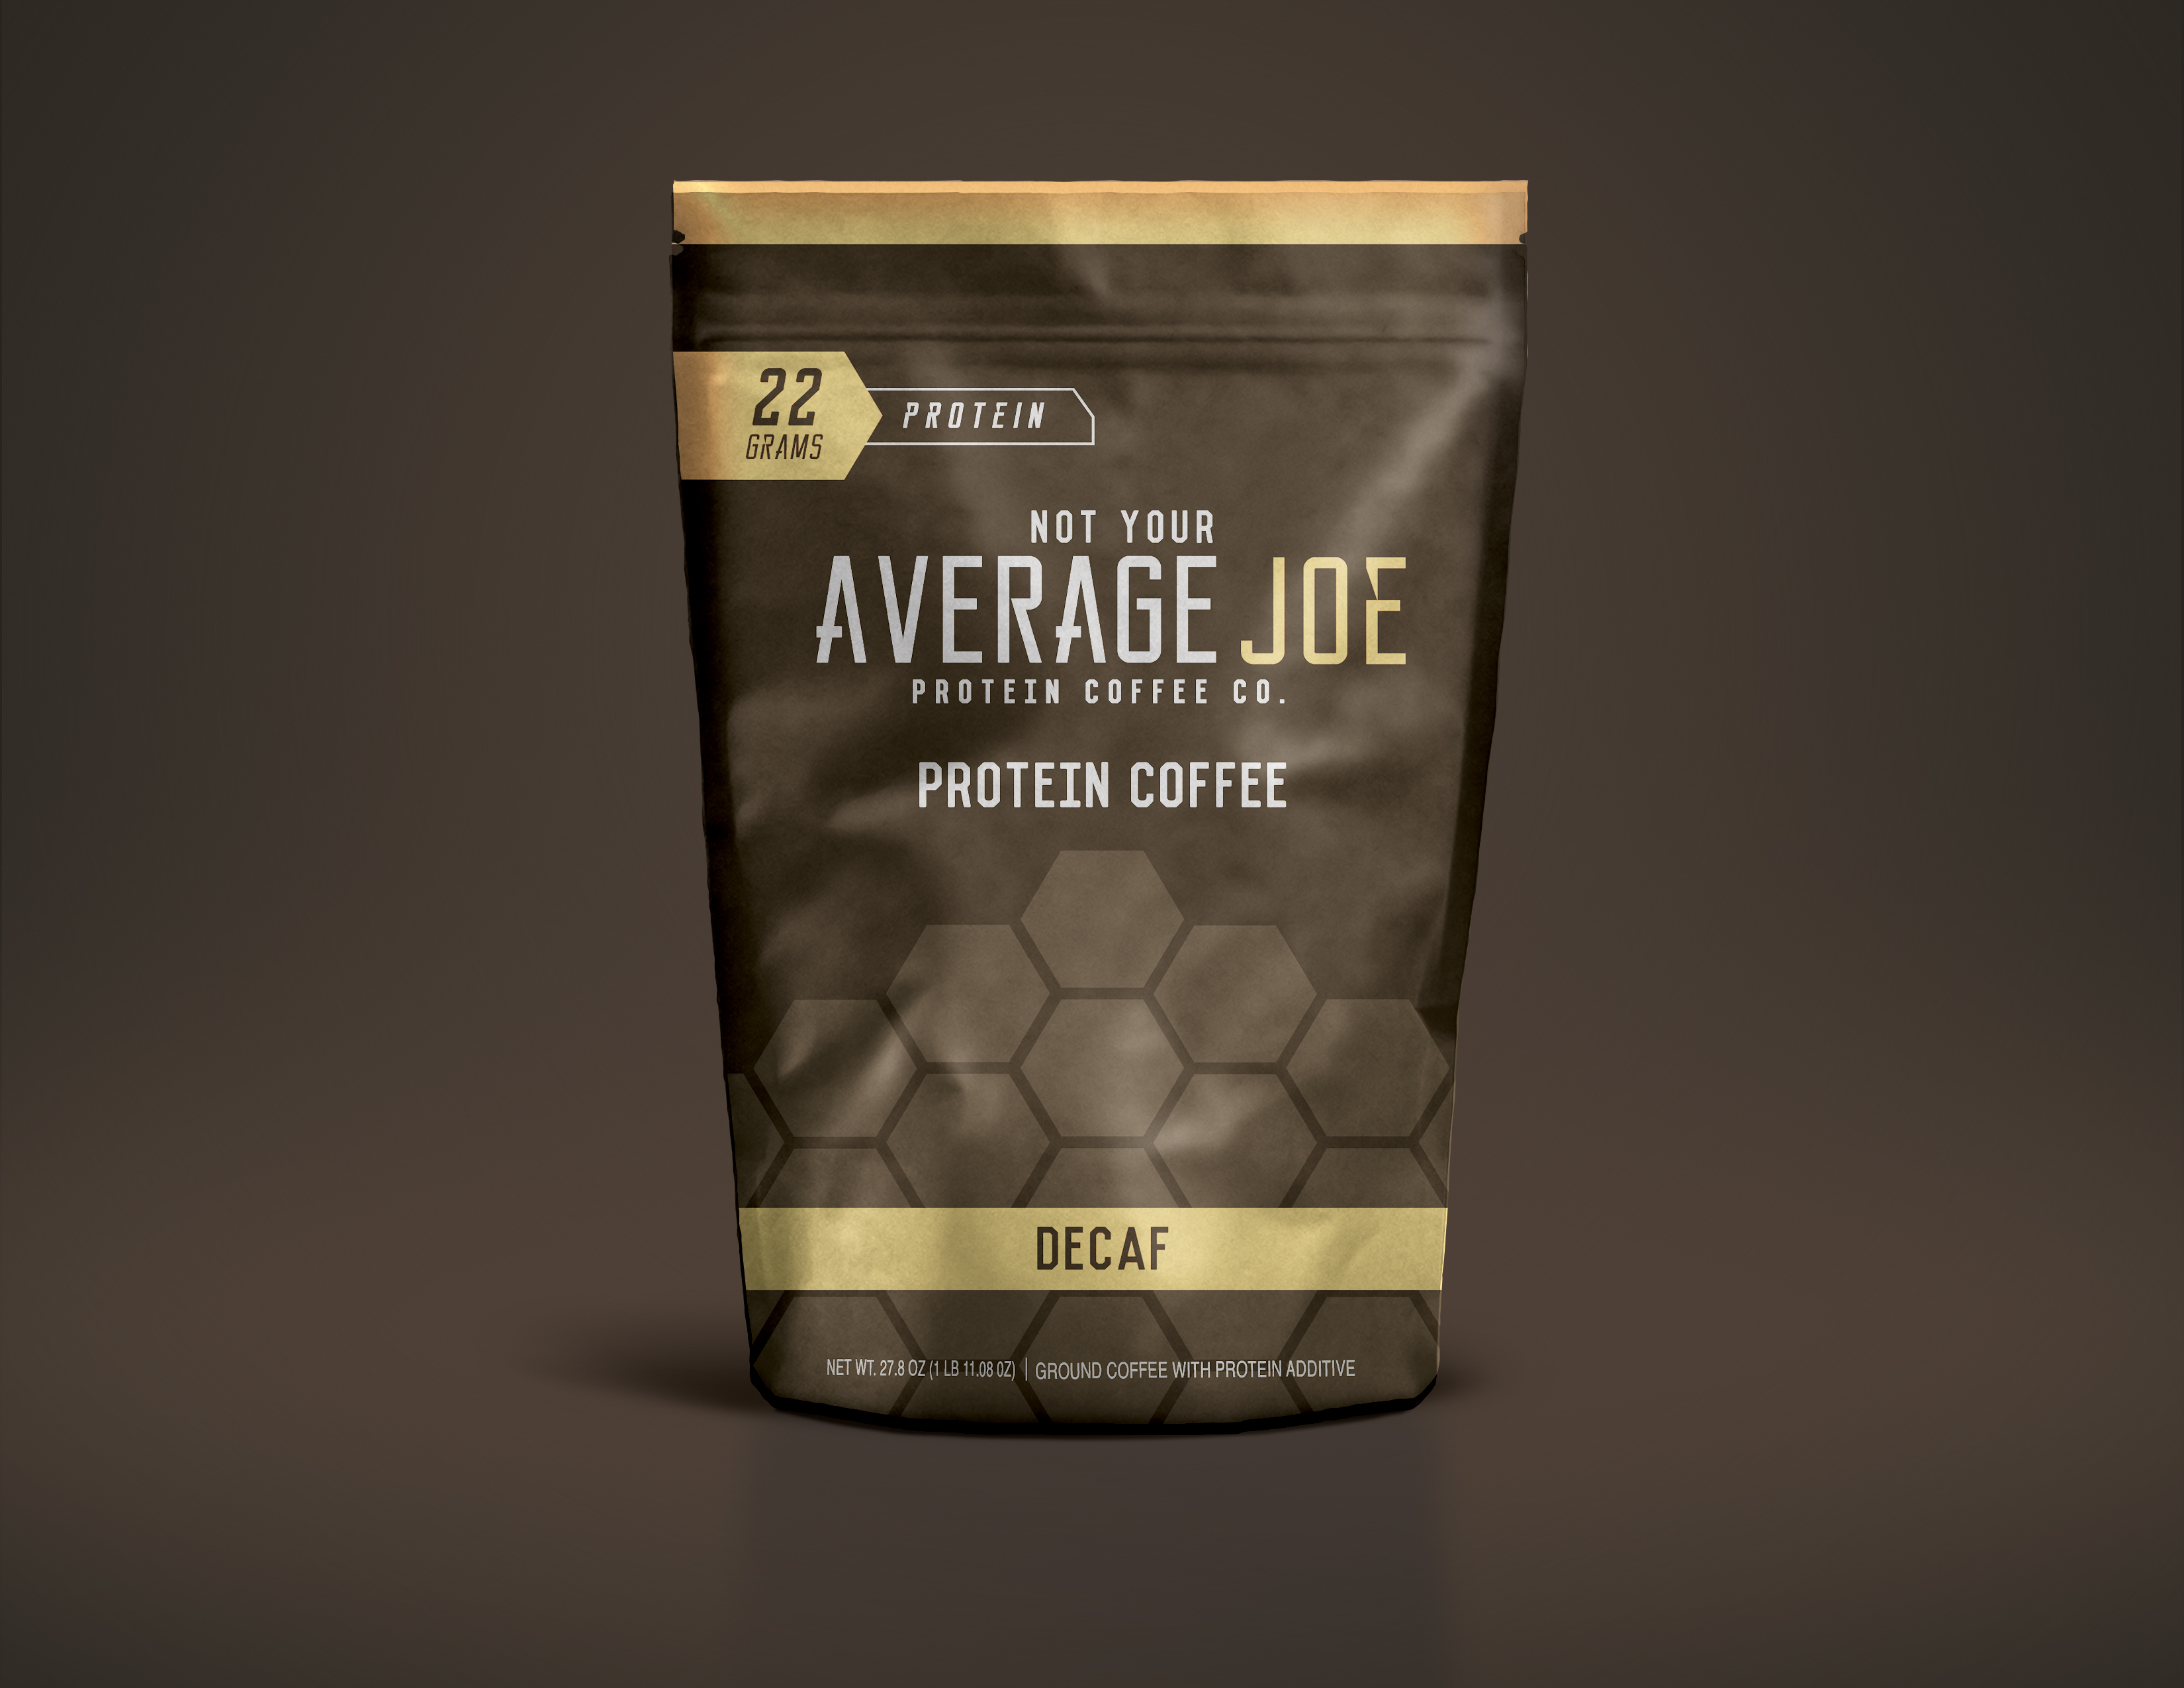 22
GRAMS
PROTEIN
NOT YOUR
AVERAGE JOE
PROTEIN COFFEE CO.
PROTEIN COFFEE
DECAF
NET WT. 27.8 OZ (1 LB 11.08 OZ) | GROUND COFFEE WITH PROTEIN ADDITIVE